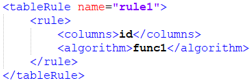 <tableRule name="rule1">
<rule>
<columns>id</columns>
<algorithm>func1</algorithm>
</rule>
</tableRule>